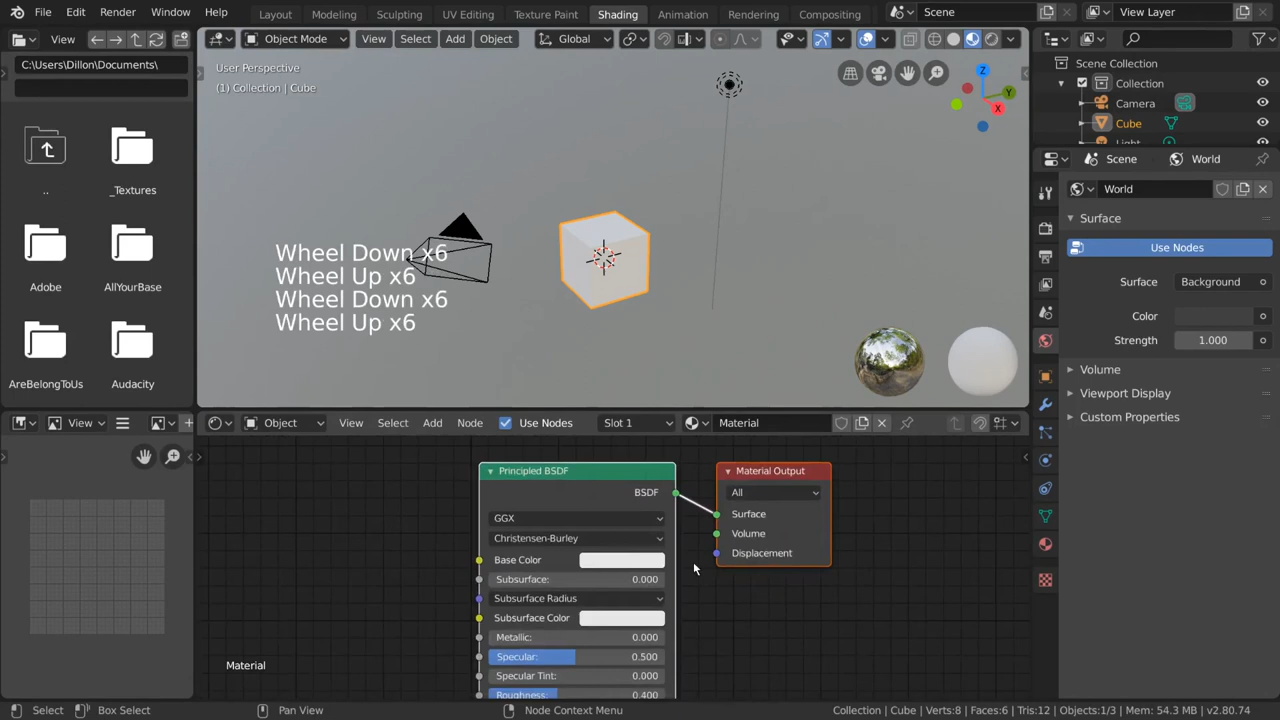 File Edit Render Window Help Layout Modeling Sculpting UV Editing Texture Paint Shading Animation Rendering Compositing Scene View Layer
View Object Mode View Select Add Object Global
C:\Users\Dillon\Documents\
..
_Textures
Adobe
AllYourBase
AreBelongToUs
Audacity
User Perspective
(1) Collection | Cube
Wheel Down x6
Wheel Up x6
Wheel Down x6
Wheel Up x6
Z
Y
X
Scene Collection
Collection
Camera
Cube
Light
Scene World
World
Surface
Use Nodes
Surface Background
Color
Strength 1.000
Volume
Viewport Display
Custom Properties
View
Object View Select Add Node Use Nodes Slot 1 Material
Principled BSDF
BSDF
GGX
Christensen-Burley
Base Color
Subsurface: 0.000
Subsurface Radius
Subsurface Color
Metallic: 0.000
Specular: 0.500
Specular Tint: 0.000
Roughness: 0.400
Material Output
All
Surface
Volume
Displacement
Material
Select Box Select Pan View Node Context Menu Collection | Cube | Verts:8 | Faces:6 | Tris:12 | Objects:1/3 | Mem: 54.3 MB | v2.80.74